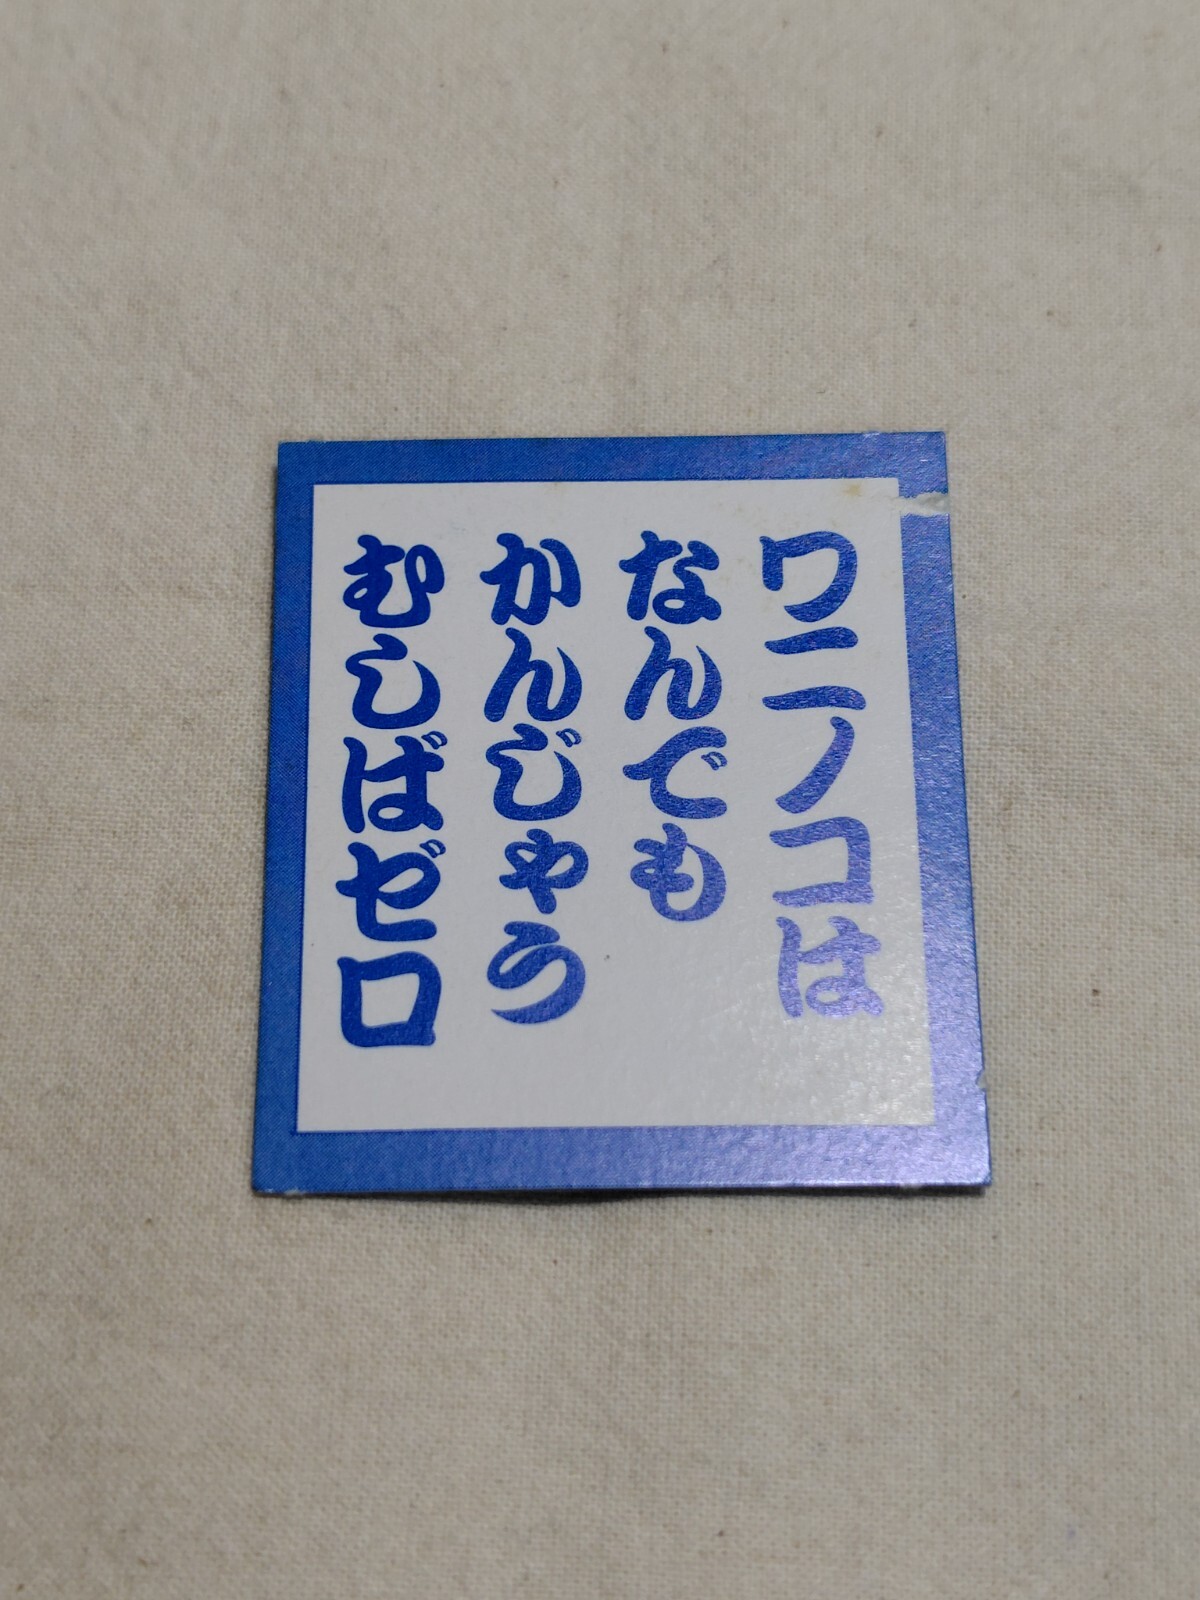 ワニノコは
なんでも
かんじゃう
むしばゼロ